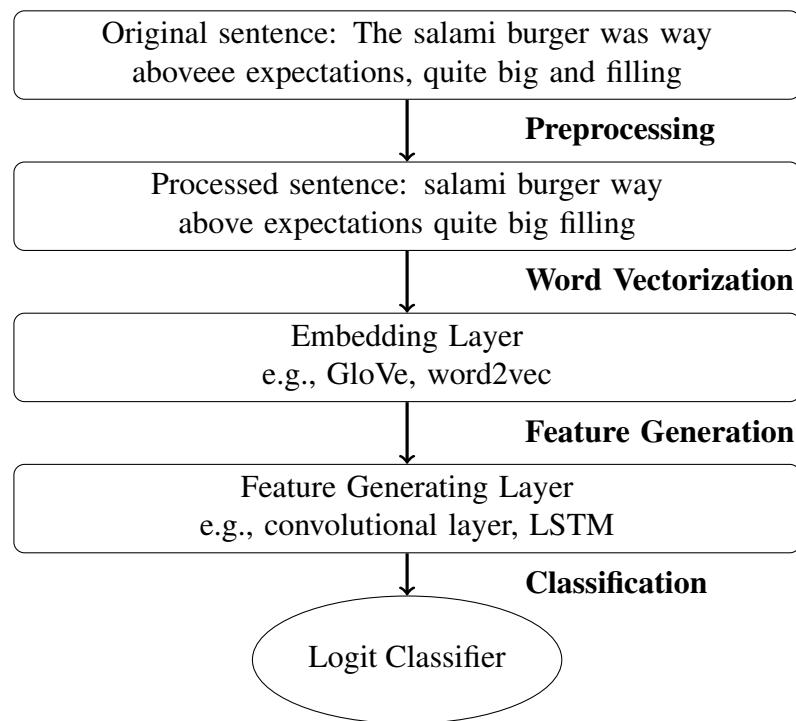 Original sentence: The salami burger was way
aboveee expectations, quite big and filling
Preprocessing
Processed sentence: salami burger way
above expectations quite big filling
Word Vectorization
Embedding Layer
e.g., GloVe, word2vec
Feature Generation
Feature Generating Layer
e.g., convolutional layer, LSTM
Classification
Logit Classifier